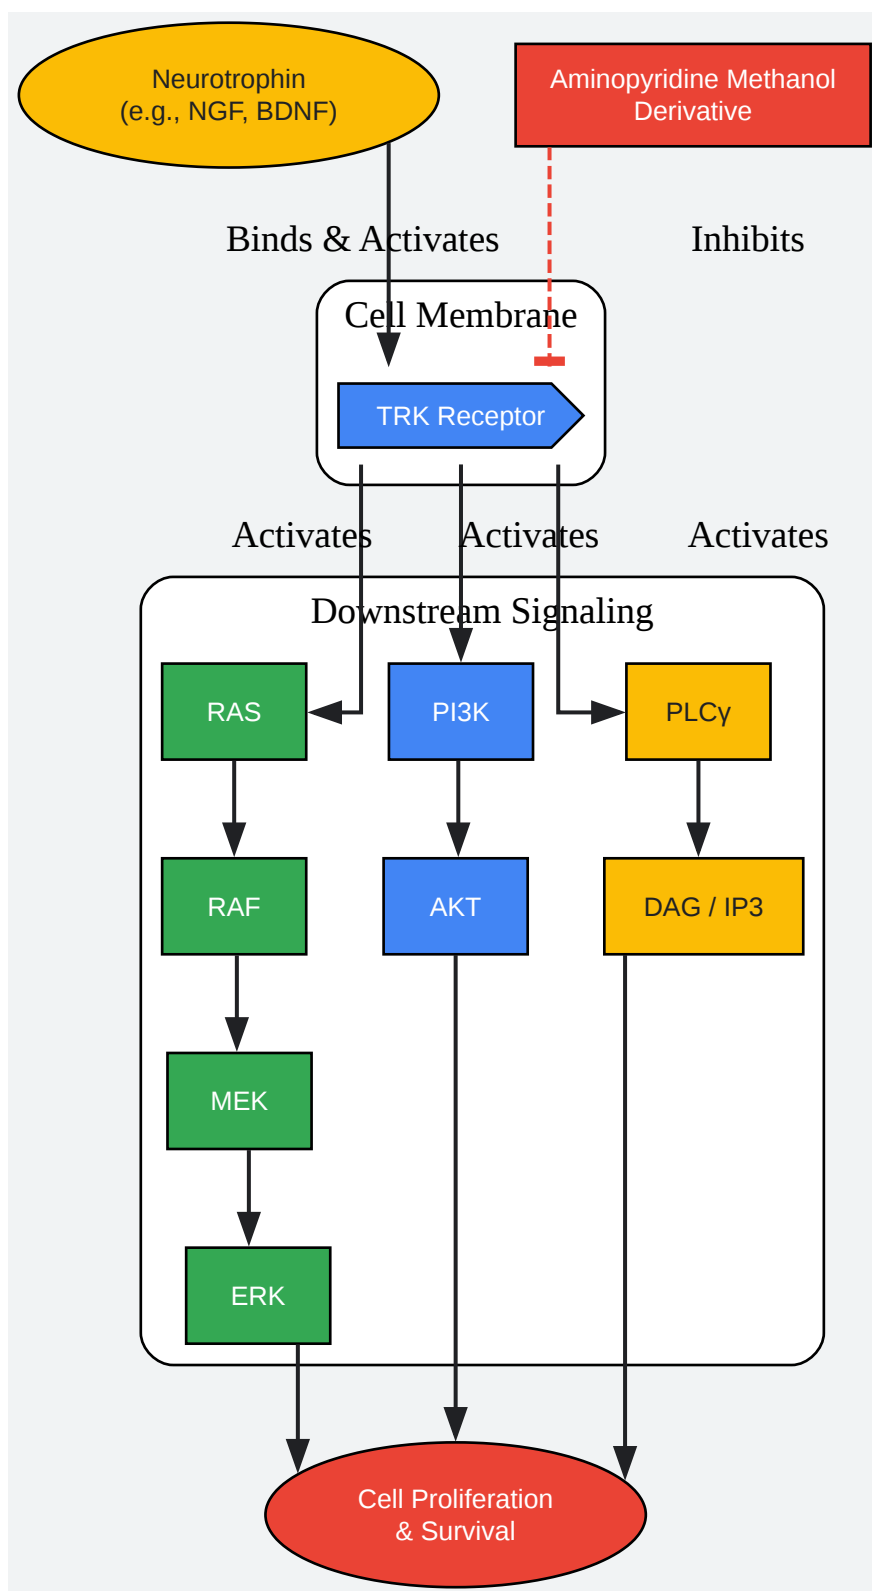 Neurotrophin
(e.g., NGF, BDNF)
Aminopyridine Methanol
Derivative
Binds & Activates
Inhibits
Cell Membrane
TRK Receptor
Activates
Activates
Activates
Downstream Signaling
RAS
PI3K
PLCγ
RAF
AKT
DAG / IP3
MEK
ERK
Cell Proliferation
& Survival